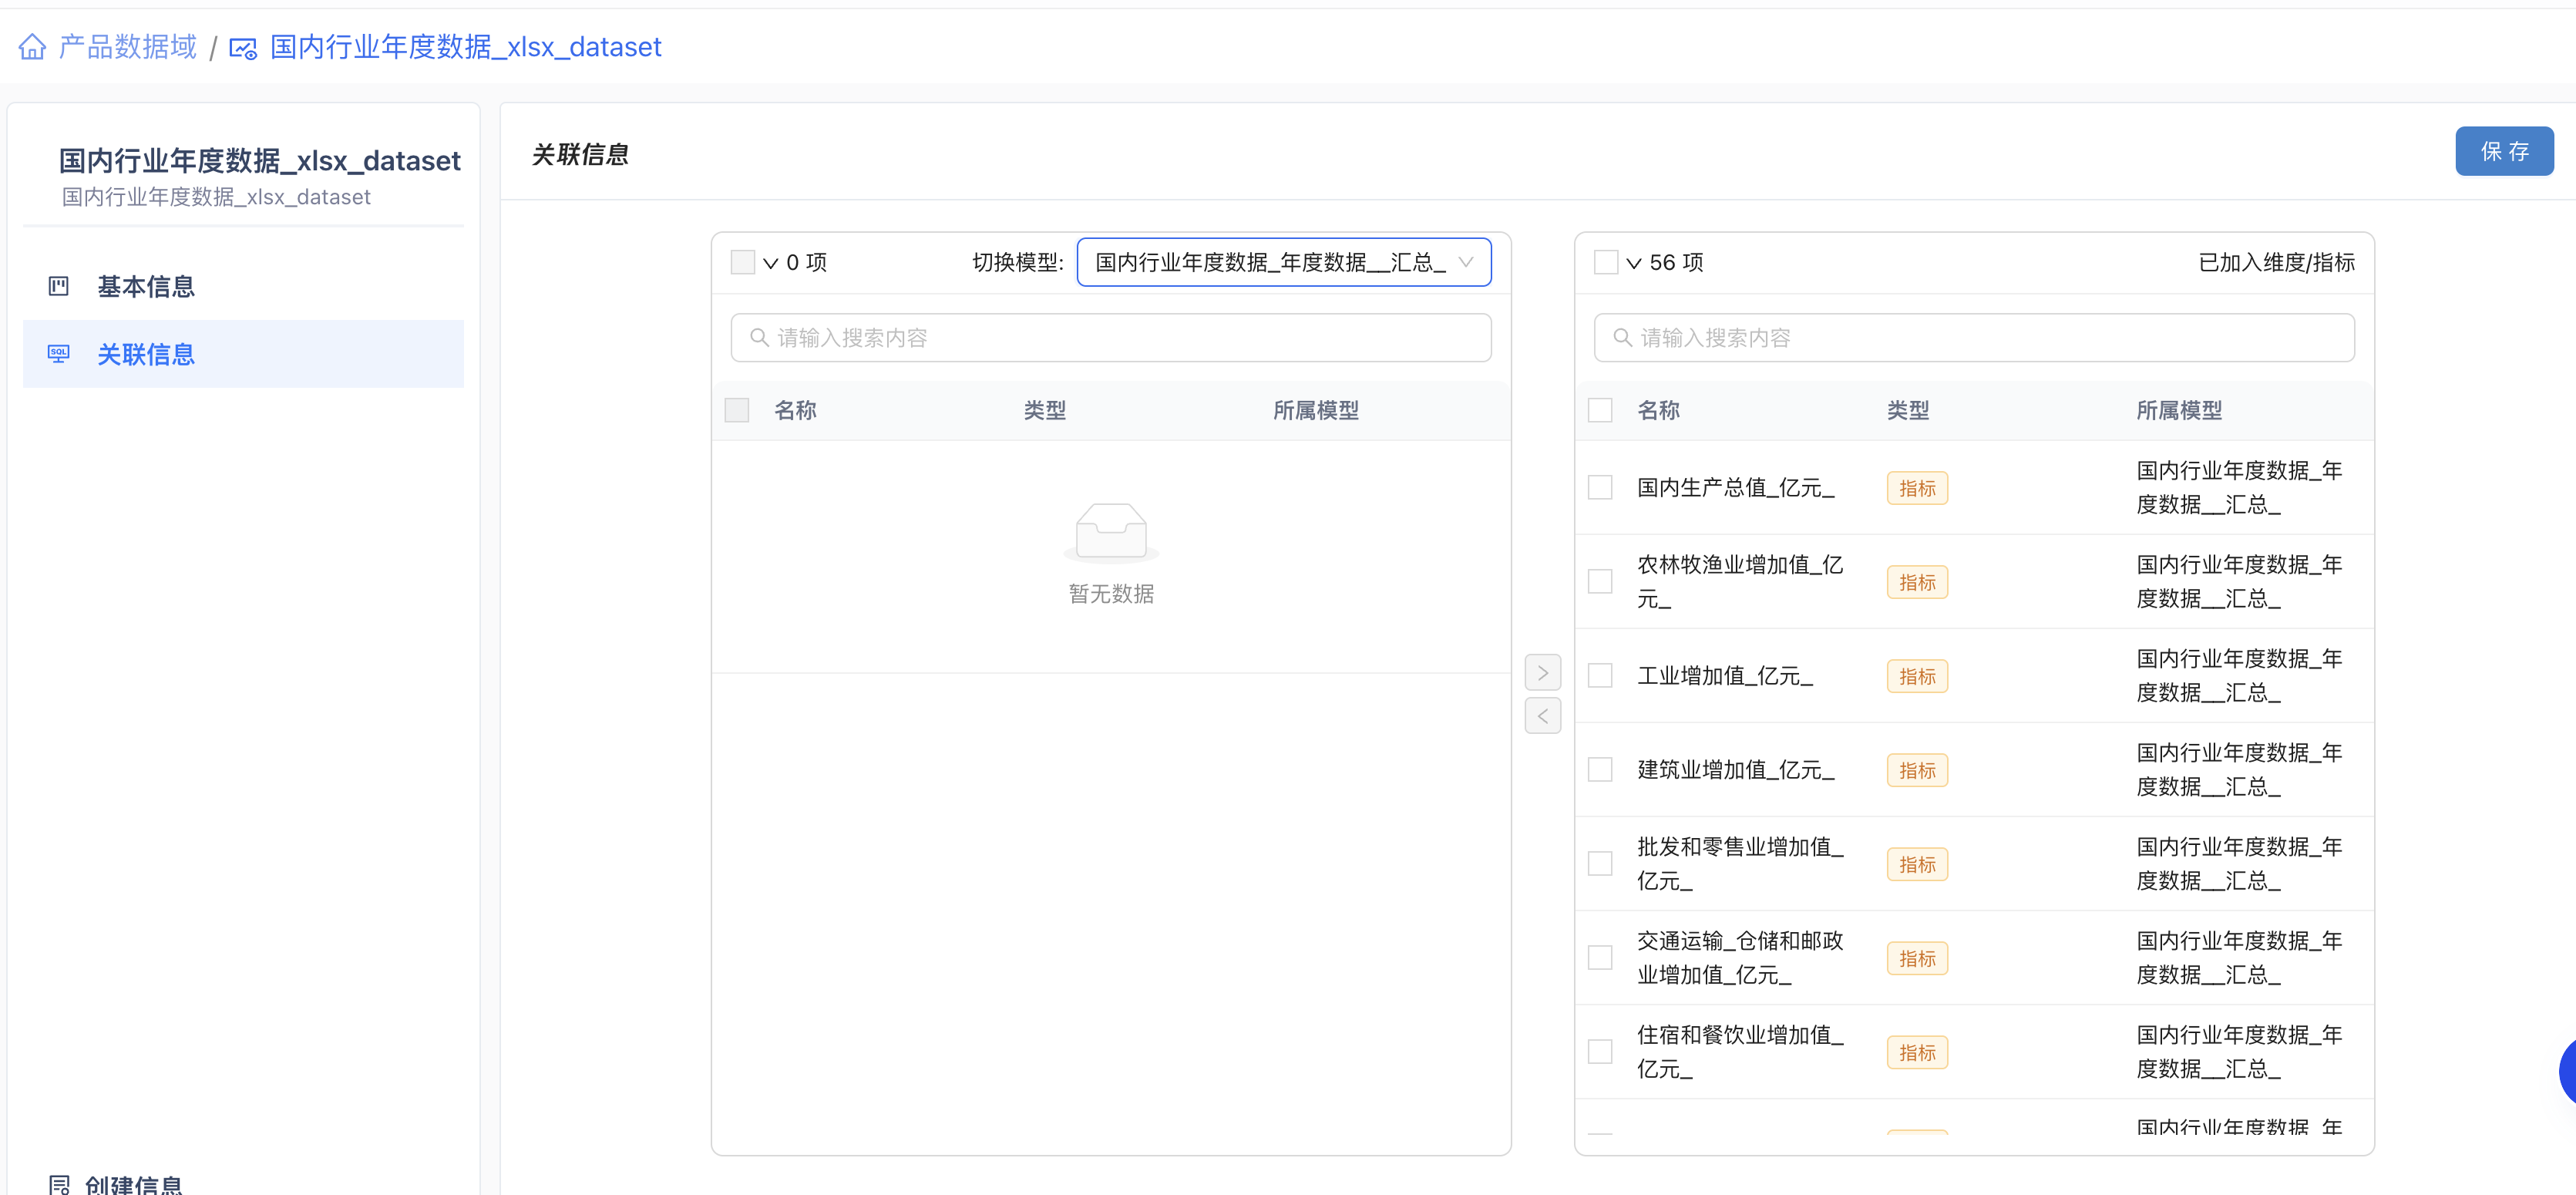 产品数据域 / 国内行业年度数据_xlsx_dataset
国内行业年度数据_xlsx_dataset
国内行业年度数据_xlsx_dataset
基本信息
SQL
关联信息
创建信息
关联信息
保 存
0 项
切换模型:
国内行业年度数据_年度数据__汇总_
请输入搜索内容
名称 类型 所属模型
暂无数据
56 项
已加入维度/指标
请输入搜索内容
名称 类型 所属模型
国内生产总值_亿元_ 指标 国内行业年度数据_年
度数据__汇总_
农林牧渔业增加值_亿 指标 国内行业年度数据_年
元_ 度数据__汇总_
工业增加值_亿元_ 指标 国内行业年度数据_年
度数据__汇总_
建筑业增加值_亿元_ 指标 国内行业年度数据_年
度数据__汇总_
批发和零售业增加值_ 指标 国内行业年度数据_年
亿元_ 度数据__汇总_
交通运输_仓储和邮政 指标 国内行业年度数据_年
业增加值_亿元_ 度数据__汇总_
住宿和餐饮业增加值_ 指标 国内行业年度数据_年
亿元_ 度数据__汇总_
国内行业年度数据_年